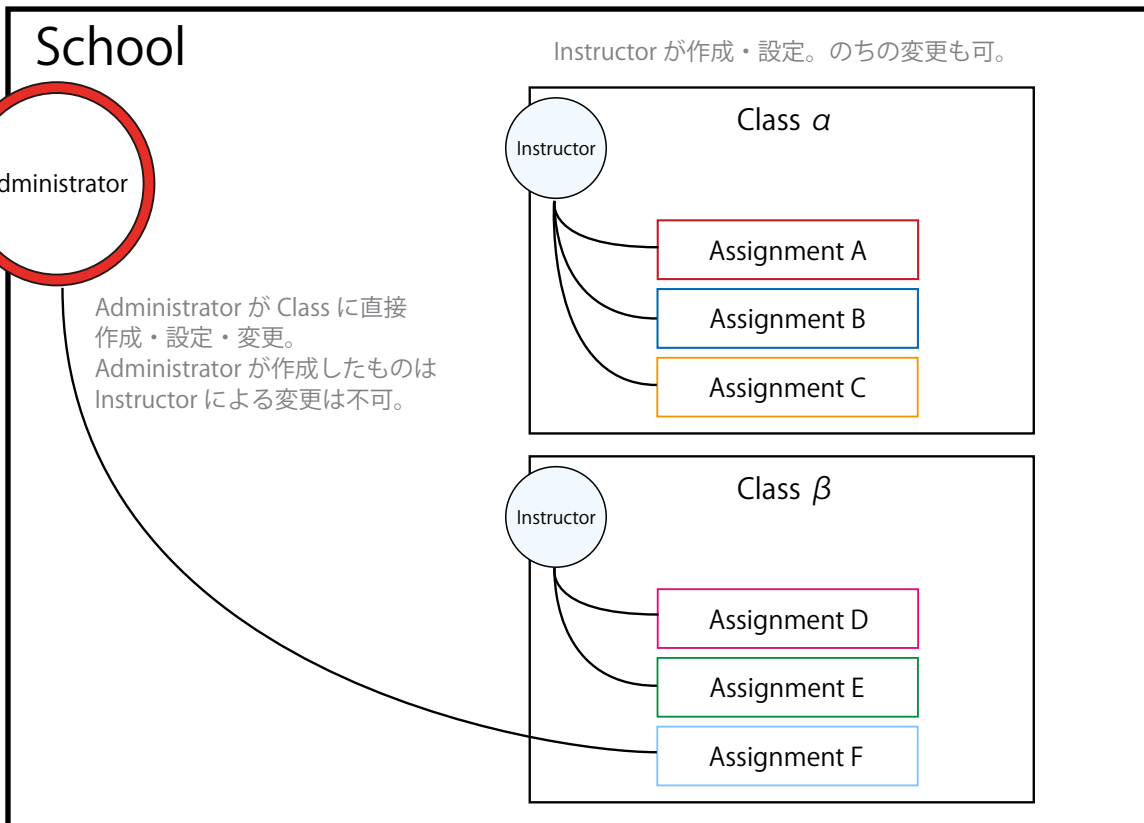 School
Instructor が作成・設定。のちの変更も可。
Class α
Instructor
dministrator
Assignment A
Assignment B
Assignment C
Administrator が Class に直接
作成・設定・変更。
Administrator が作成したものは
Instructor による変更は不可。
Class β
Instructor
Assignment D
Assignment E
Assignment F